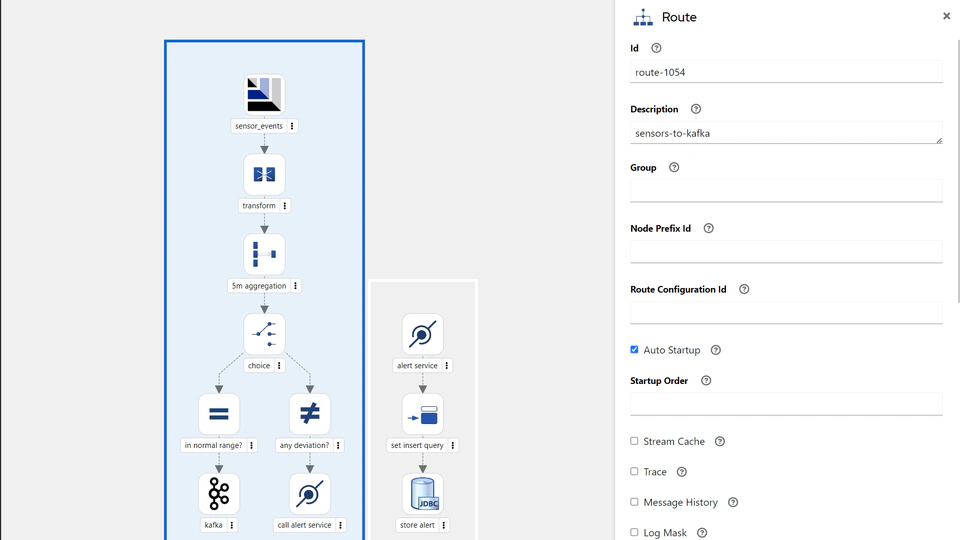 sensor_events
transform
5m aggregation
choice
in normal range?
any deviation?
kafka
call alert service
alert service
set insert query
JDBC
store alert
Route
Id
route-1054
Description
sensors-to-kafka
Group
Node Prefix Id
Route Configuration Id
Auto Startup
Startup Order
Stream Cache
Trace
Message History
Log Mask